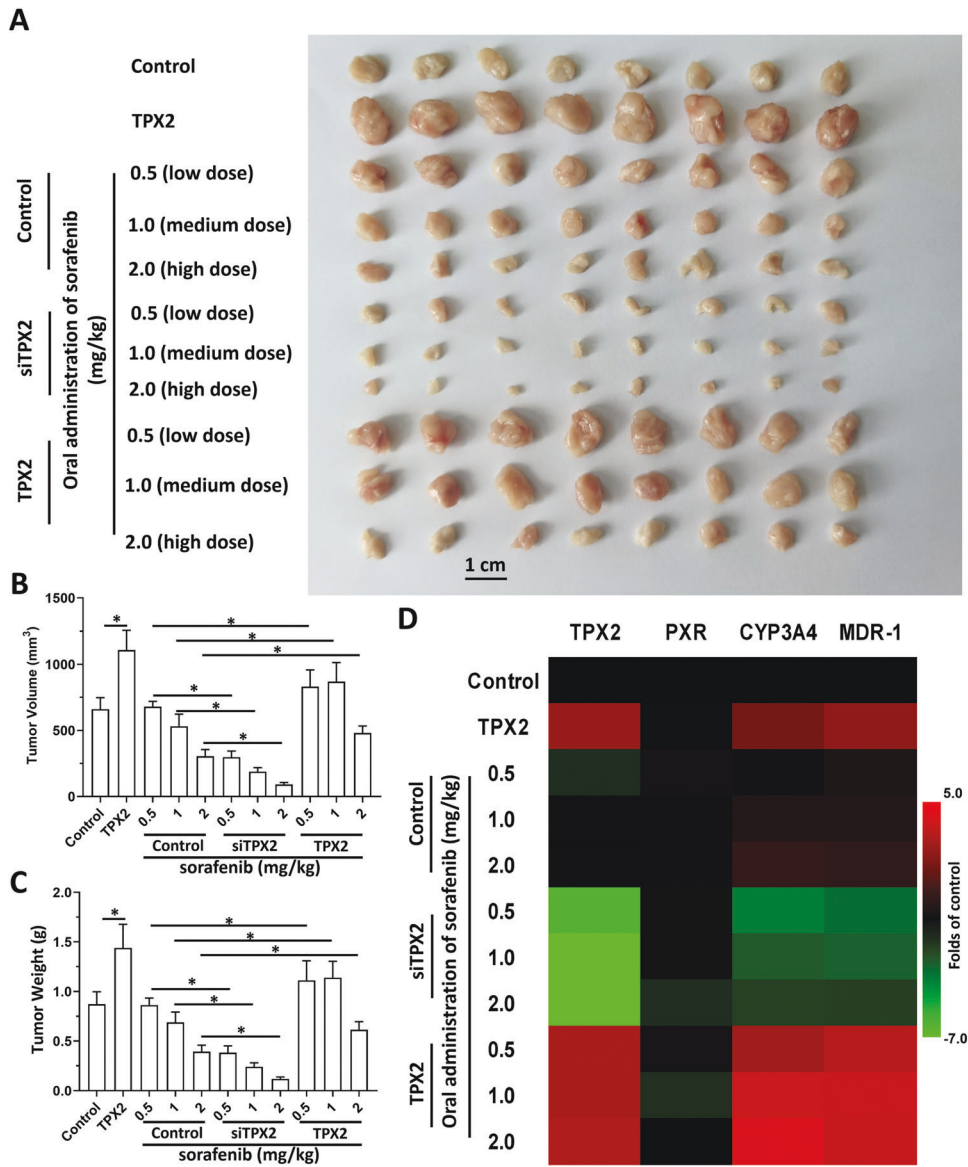 A
Control
TPX2
Control
siTPX2
TPX2
Oral administration of sorafenib
(mg/kg)
0.5 (low dose)
1.0 (medium dose)
2.0 (high dose)
0.5 (low dose)
1.0 (medium dose)
2.0 (high dose)
0.5 (low dose)
1.0 (medium dose)
2.0 (high dose)
1 cm
B
Tumor Volume (mm³)
1500
1000
500
0
* * * * * * *
Control TPX2 0.5 1 2 0.5 1 2 0.5 1 2
Control siTPX2 TPX2
sorafenib (mg/kg)
C
Tumor Weight (g)
2.0
1.5
1.0
0.5
0.0
* * * * * * *
Control TPX2 0.5 1 2 0.5 1 2 0.5 1 2
Control siTPX2 TPX2
sorafenib (mg/kg)
D
TPX2 PXR CYP3A4 MDR-1
Control
TPX2
Control
siTPX2
TPX2
Oral administration of sorafenib (mg/kg)
0.5
1.0
2.0
0.5
1.0
2.0
0.5
1.0
2.0
5.0
Folds of control
-7.0